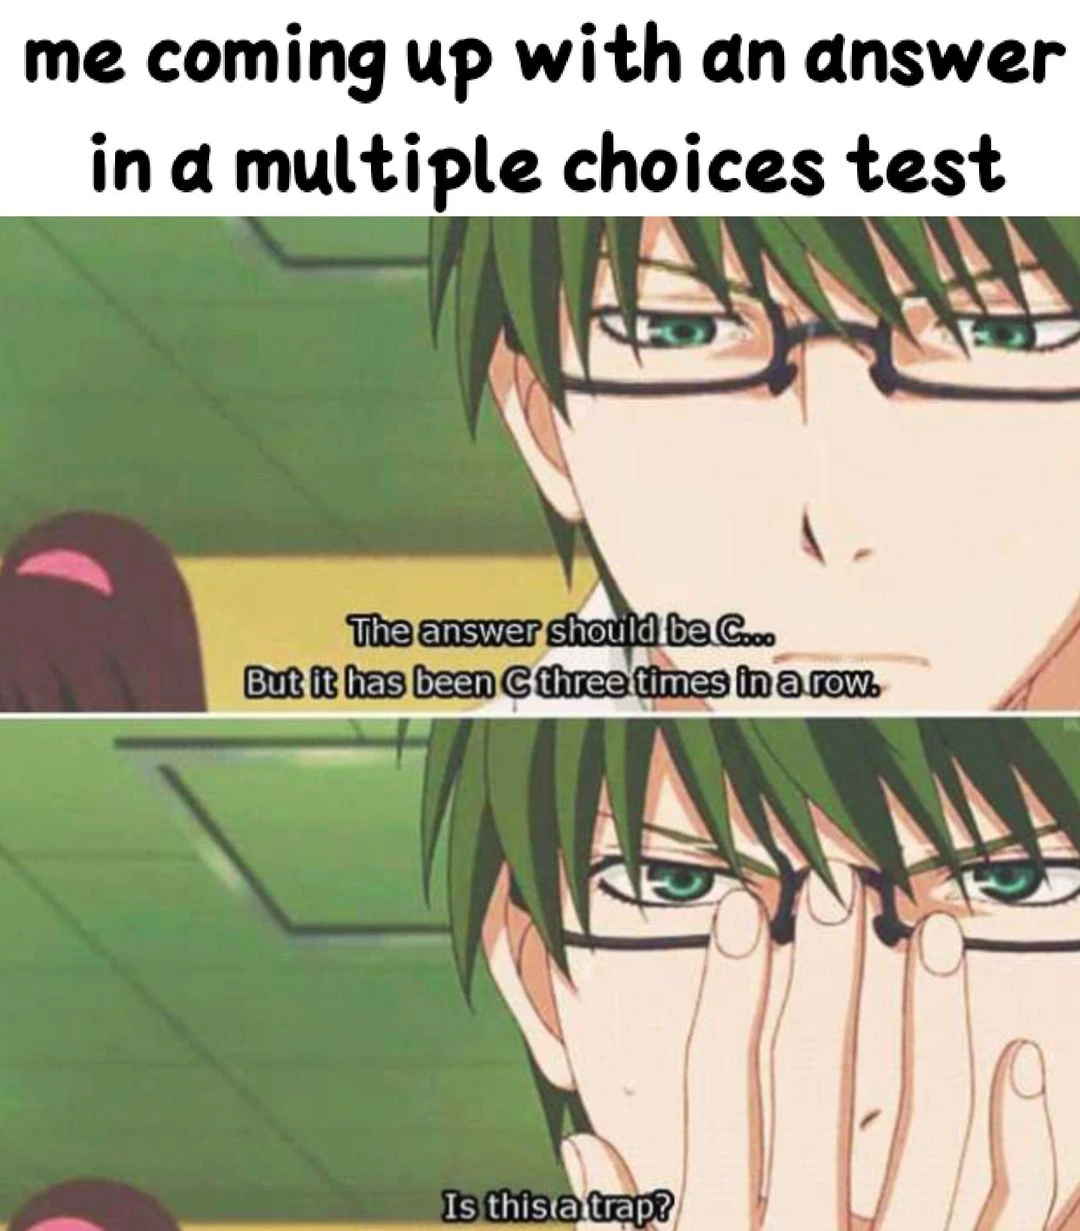 me coming up with an answer
in a multiple choices test
The answer should be C...
But it has been C three times in a row.
Is this a trap?